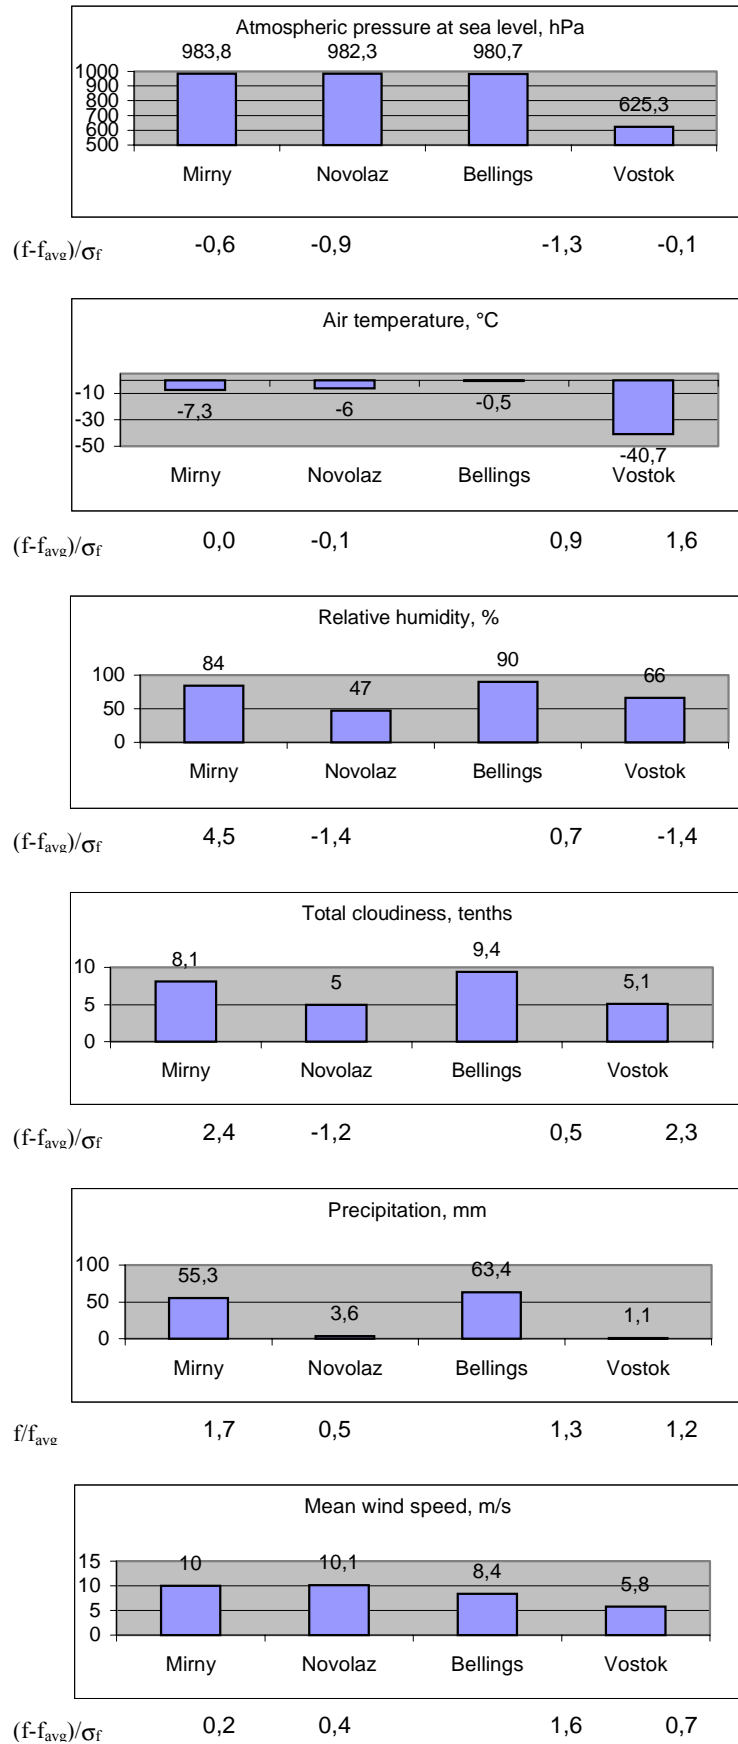 Atmospheric pressure at sea level, hPa
983,8 982,3 980,7
625,3
1000
900
800
700
600
500
Mirny Novolaz Bellings Vostok
(f-favg)/σf -0,6 -0,9 -1,3 -0,1
Air temperature, °C
-10
-30
-50
-7,3 -6 -0,5
-40,7
Mirny Novolaz Bellings Vostok
(f-favg)/σf 0,0 -0,1 0,9 1,6
Relative humidity, %
84 47 90 66
100
50
0
Mirny Novolaz Bellings Vostok
(f-favg)/σf 4,5 -1,4 0,7 -1,4
Total cloudiness, tenths
8,1 5 9,4 5,1
10
5
0
Mirny Novolaz Bellings Vostok
(f-favg)/σf 2,4 -1,2 0,5 2,3
Precipitation, mm
55,3 3,6 63,4 1,1
100
50
0
Mirny Novolaz Bellings Vostok
f/favg 1,7 0,5 1,3 1,2
Mean wind speed, m/s
10 10,1 8,4 5,8
15
10
5
0
Mirny Novolaz Bellings Vostok
(f-favg)/σf 0,2 0,4 1,6 0,7